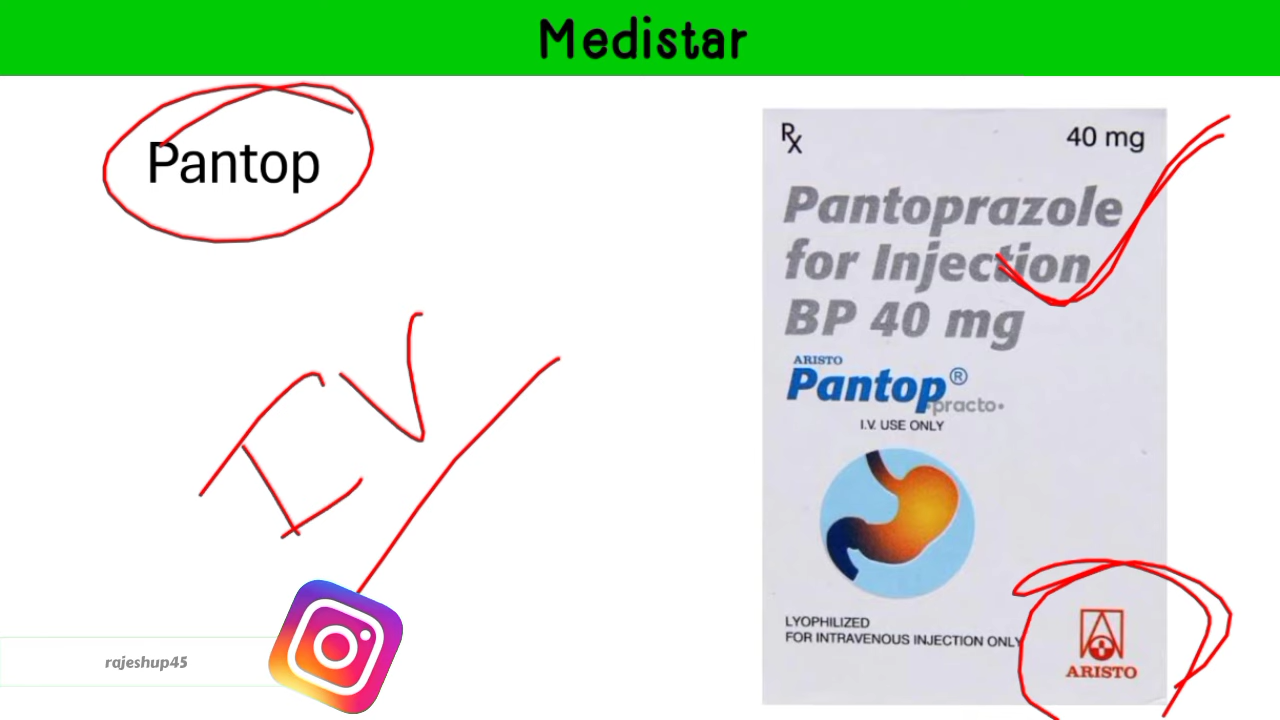 Medistar
Pantop
IV
Rx
40 mg
Pantoprazole
for Injection
BP 40 mg
ARISTO
Pantop®
•practo•
I.V. USE ONLY
LYOPHILIZED
FOR INTRAVENOUS INJECTION ONLY
ARISTO
rajeshup45